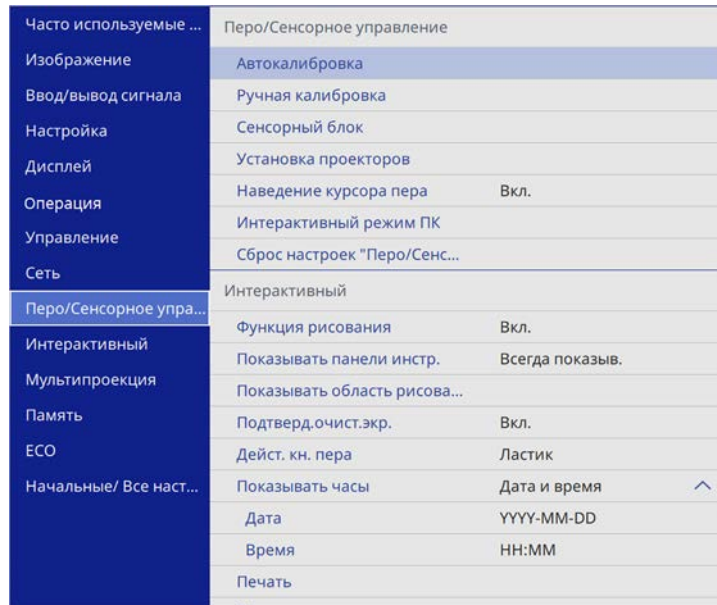 Часто используемые ...
Изображение
Ввод/вывод сигнала
Настройка
Дисплей
Операция
Управление
Сеть
Перо/Сенсорное упра...
Интерактивный
Мультипроекция
Память
ECO
Начальные/ Все наст...
Перо/Сенсорное управление
Автокалибровка
Ручная калибровка
Сенсорный блок
Установка проекторов
Наведение курсора пера Вкл.
Интерактивный режим ПК
Сброс настроек "Перо/Сенс...
Интерактивный
Функция рисования Вкл.
Показывать панели инстр. Всегда показыв.
Показывать область рисова...
Подтверд.очист.экр. Вкл.
Дейст. кн. пера Ластик
Показывать часы Дата и время
Дата YYYY-MM-DD
Время HH:MM
Печать